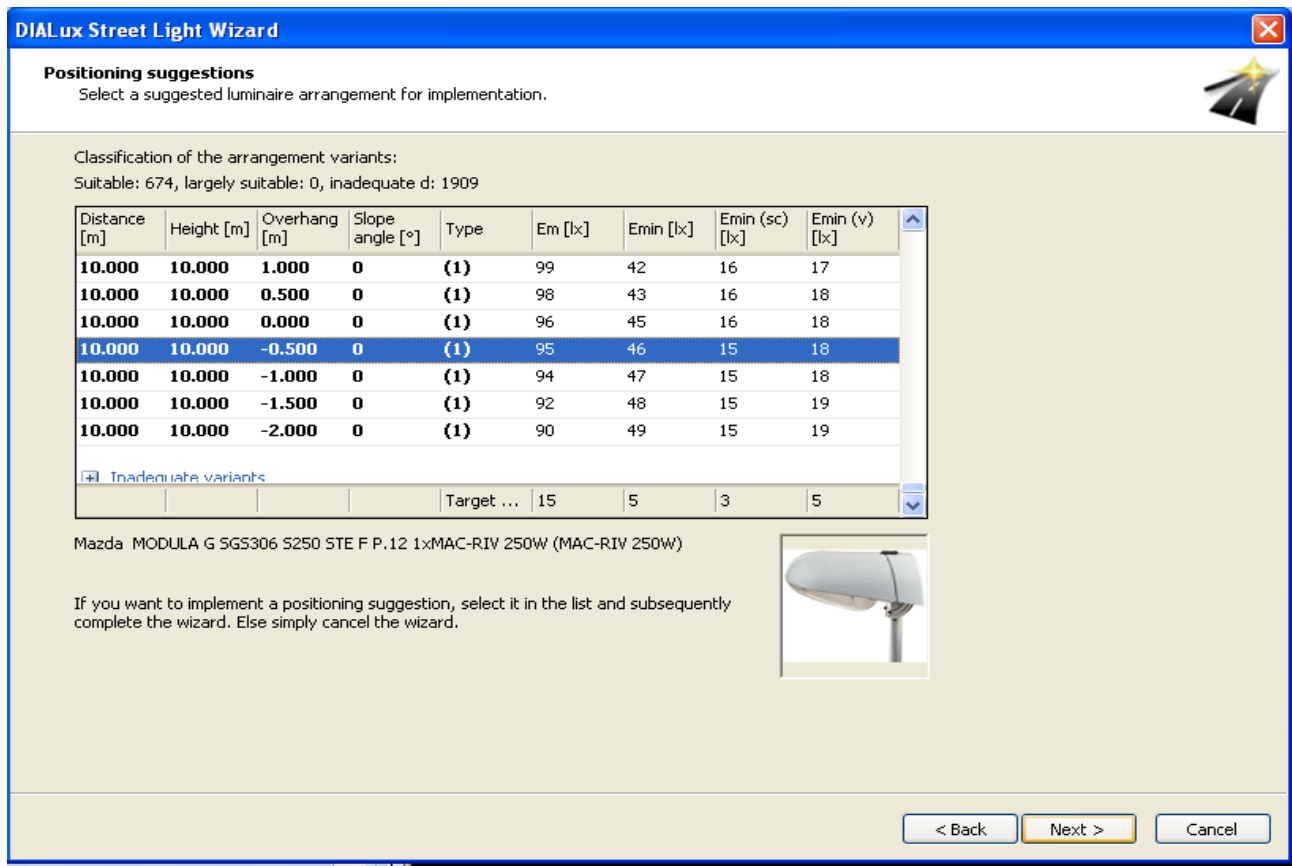 DIALux Street Light Wizard
Positioning suggestions
Select a suggested luminaire arrangement for implementation.
Classification of the arrangement variants:
Suitable: 674, largely suitable: 0, inadequate d: 1909
Distance [m] Height [m] Overhang [m] Slope angle [°] Type Em [lx] Emin [lx] Emin (sc) [lx] Emin (v) [lx]
10.000 10.000 1.000 0 (1) 99 42 16 17
10.000 10.000 0.500 0 (1) 98 43 16 18
10.000 10.000 0.000 0 (1) 96 45 16 18
10.000 10.000 -0.500 0 (1) 95 46 15 18
10.000 10.000 -1.000 0 (1) 94 47 15 18
10.000 10.000 -1.500 0 (1) 92 48 15 19
10.000 10.000 -2.000 0 (1) 90 49 15 19
Inadequate variants
Target ... 15 5 3 5
Mazda MODULA G SGS306 S250 STE F P.12 1xMAC-RIV 250W (MAC-RIV 250W)
If you want to implement a positioning suggestion, select it in the list and subsequently
complete the wizard. Else simply cancel the wizard.
< Back Next > Cancel